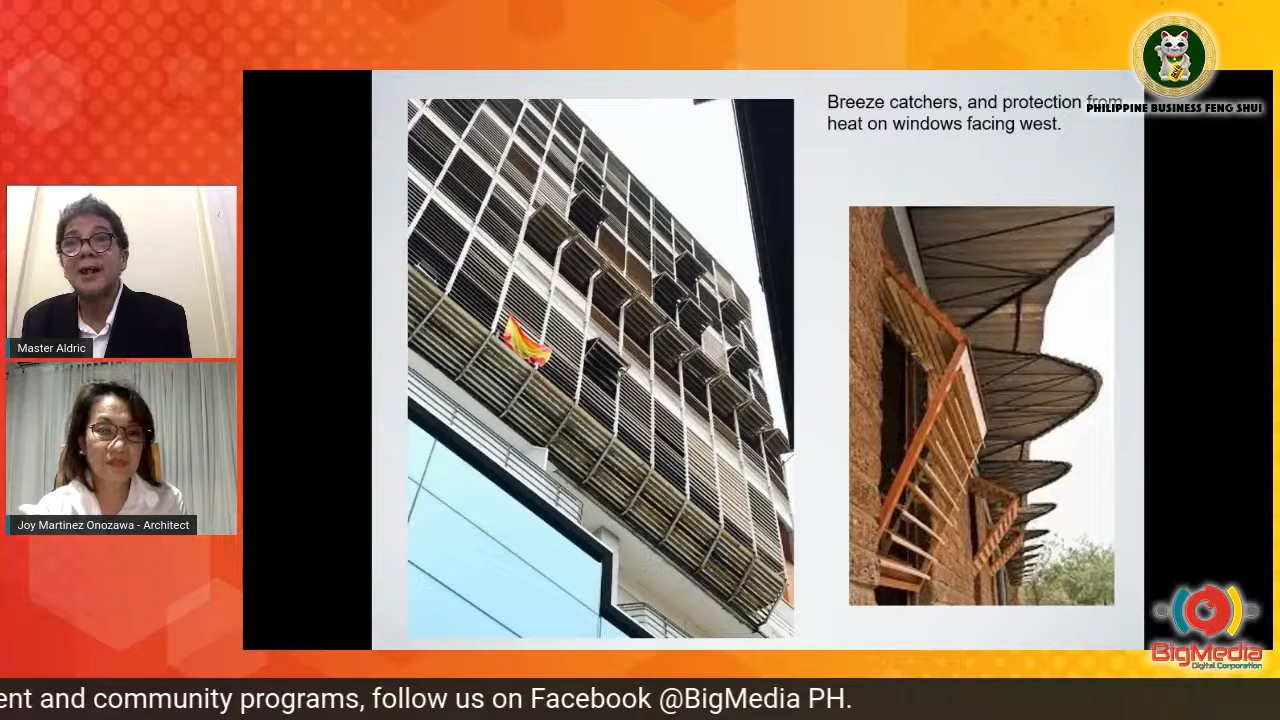 Breeze catchers, and protection from
heat on windows facing west.
PHILIPPINE BUSINESS FENG SHUI
Master Aldric
Joy Martinez Onozawa - Architect
BigMedia
Digital Corporation
ent and community programs, follow us on Facebook @BigMedia PH.